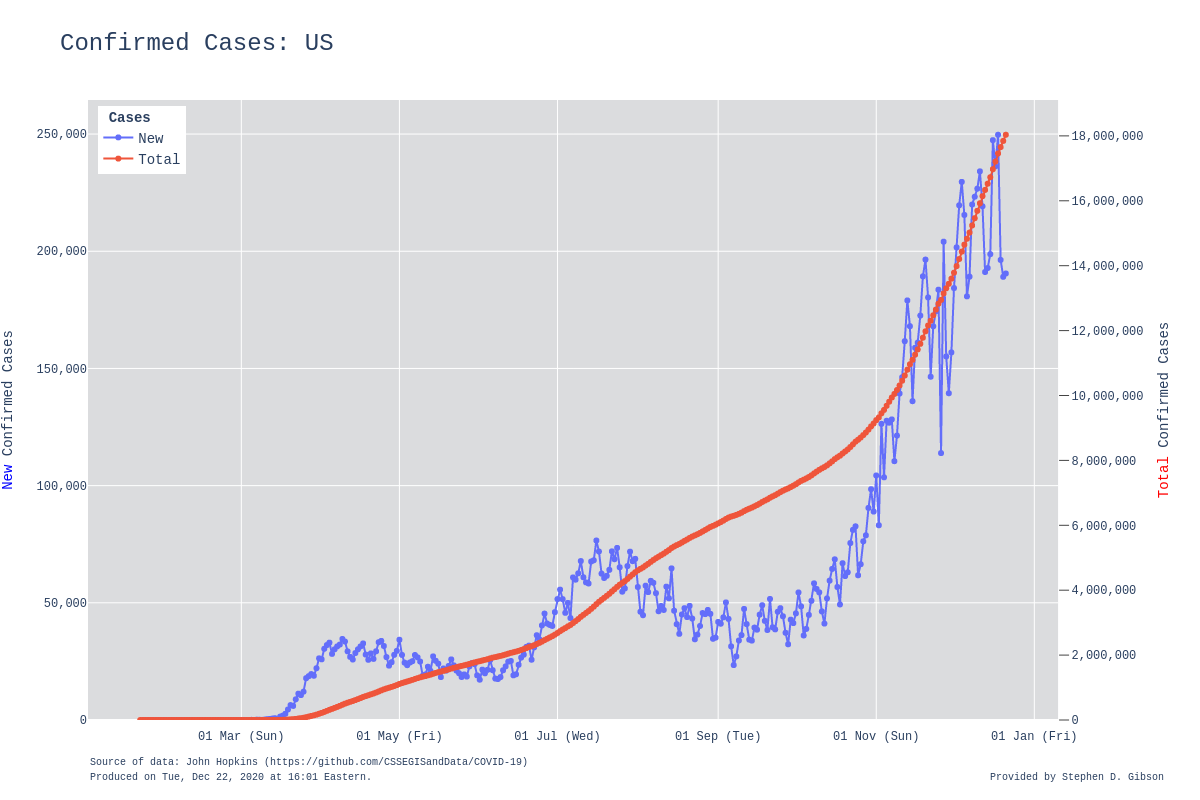 Confirmed Cases: US
Cases
New
Total
250,000
200,000
150,000
100,000
50,000
0
18,000,000
16,000,000
14,000,000
12,000,000
10,000,000
8,000,000
6,000,000
4,000,000
2,000,000
0
New Confirmed Cases
Total Confirmed Cases
01 Mar (Sun)
01 May (Fri)
01 Jul (Wed)
01 Sep (Tue)
01 Nov (Sun)
01 Jan (Fri)
Source of data: John Hopkins (https://github.com/CSSEGISandData/COVID-19)
Produced on Tue, Dec 22, 2020 at 16:01 Eastern.
Provided by Stephen D. Gibson